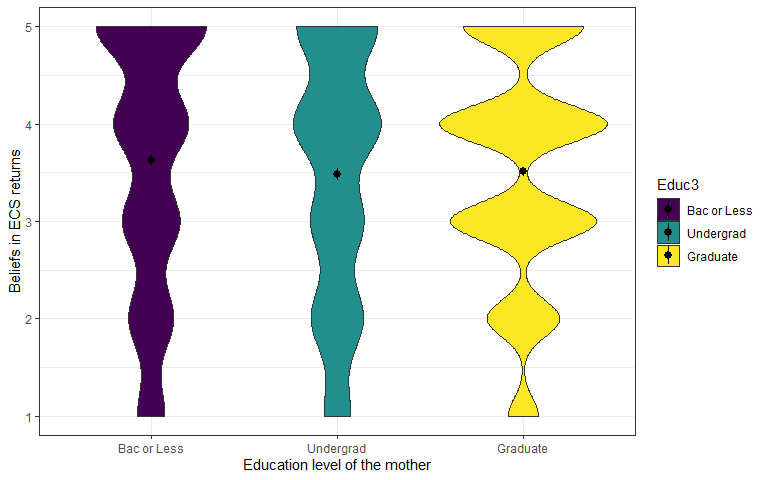 5
4
3
2
1
Beliefs in ECS returns
Bac or Less
Undergrad
Graduate
Education level of the mother
Educ3
Bac or Less
Undergrad
Graduate